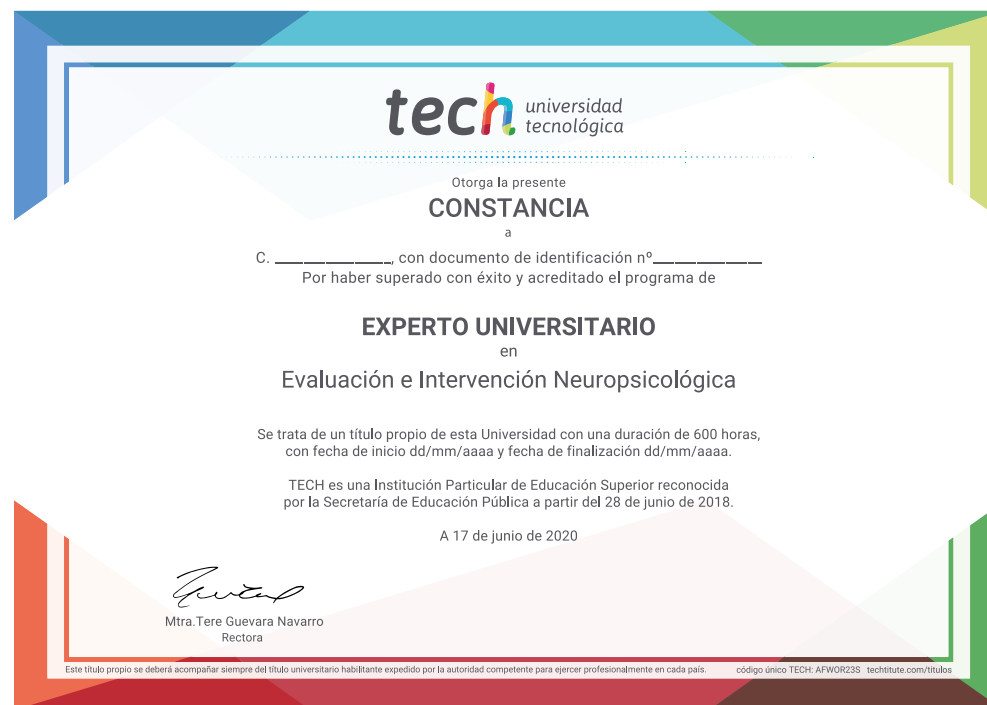 tech universidad
tecnológica
Otorga la presente
CONSTANCIA
a
C. ________________, con documento de identificación nº_______________
Por haber superado con éxito y acreditado el programa de
EXPERTO UNIVERSITARIO
en
Evaluación e Intervención Neuropsicológica
Se trata de un título propio de esta Universidad con una duración de 600 horas,
con fecha de inicio dd/mm/aaaa y fecha de finalización dd/mm/aaaa.
TECH es una Institución Particular de Educación Superior reconocida
por la Secretaría de Educación Pública a partir del 28 de junio de 2018.
A 17 de junio de 2020
Mtra.Tere Guevara Navarro
Rectora
Este título propio se deberá acompañar siempre del título universitario habilitante expedido por la autoridad competente para ejercer profesionalmente en cada país. código único TECH: AFWOR23S techtitute.com/titulos